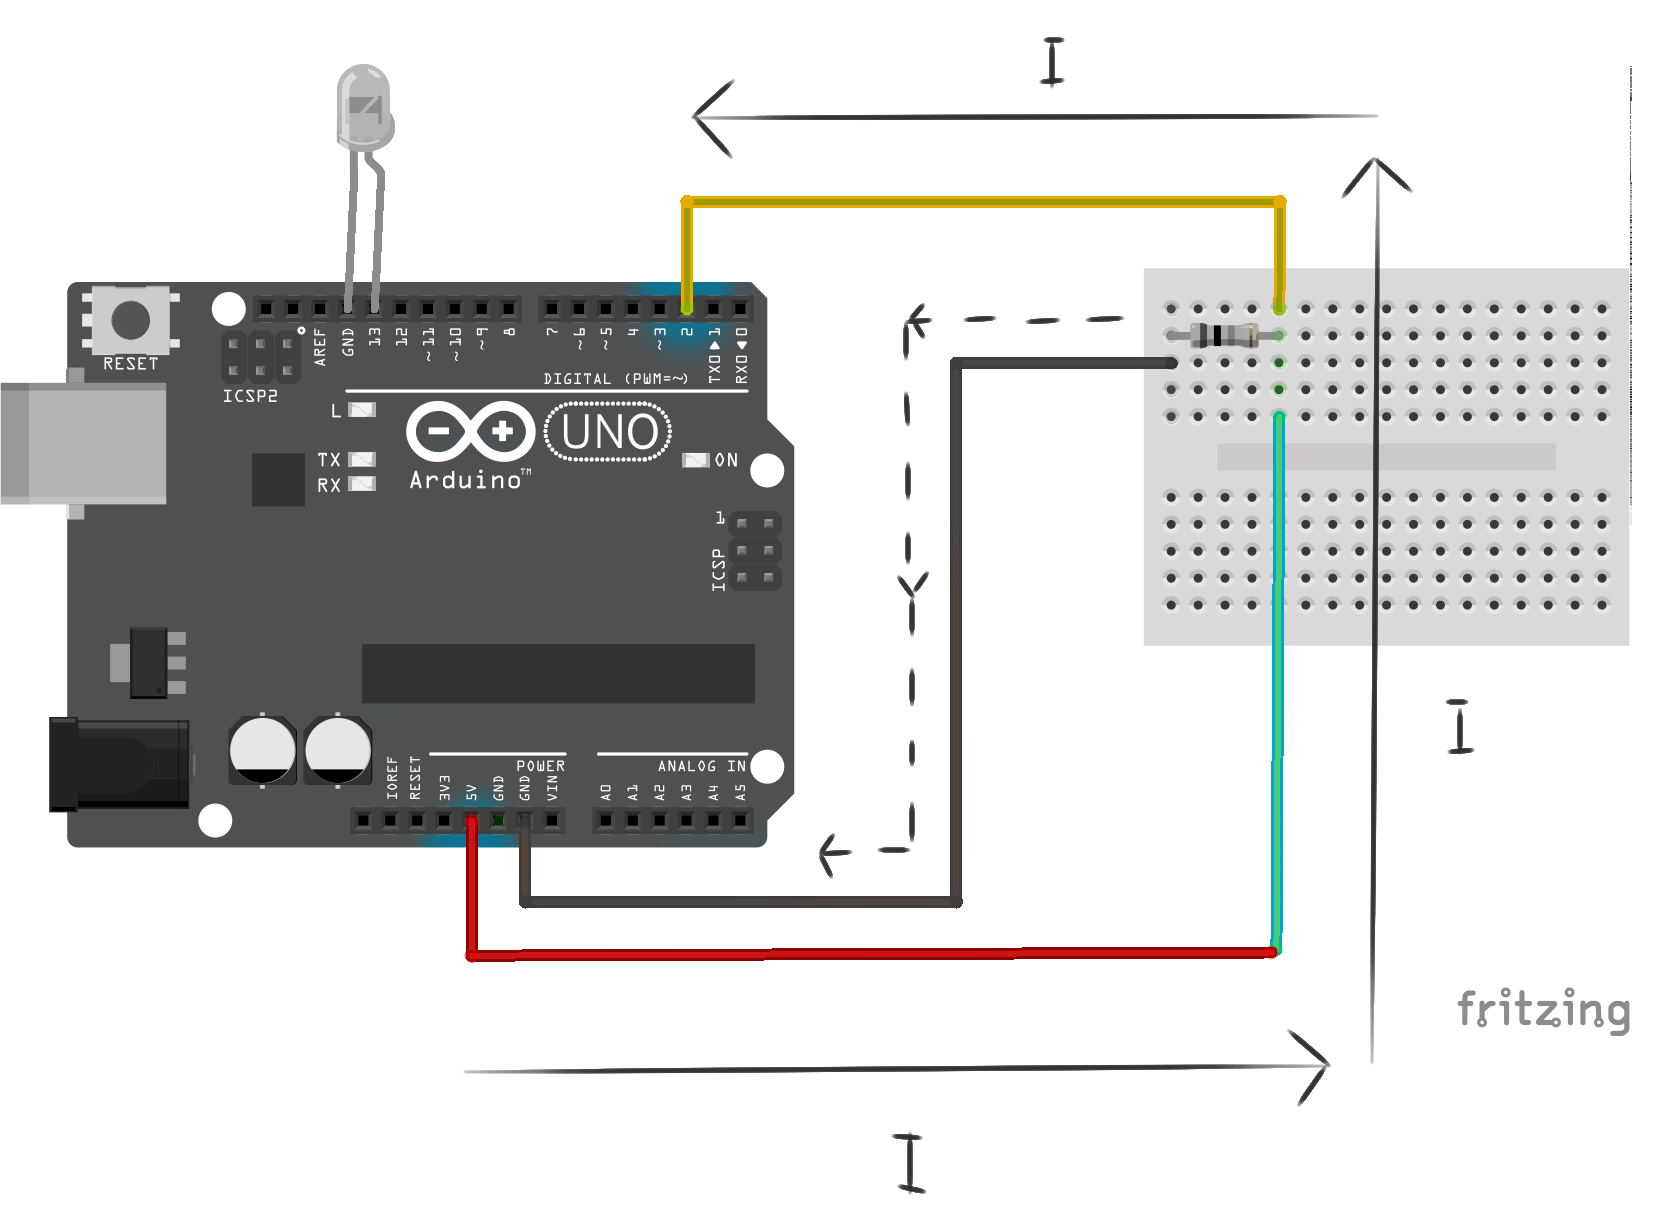 I
AREF
GND
13
12
~11
~10
~9
8
7
~6
~5
4
~3
2
TX0▶1
RX0◀0
RESET
ICSP2
DIGITAL (PWM=~)
L
TX
RX
UNO
Arduino™
ON
1
ICSP
I
IOREF
RESET
3V3
5V
GND
GND
VIN
POWER
ANALOG IN
A0
A1
A2
A3
A4
A5
fritzing
I